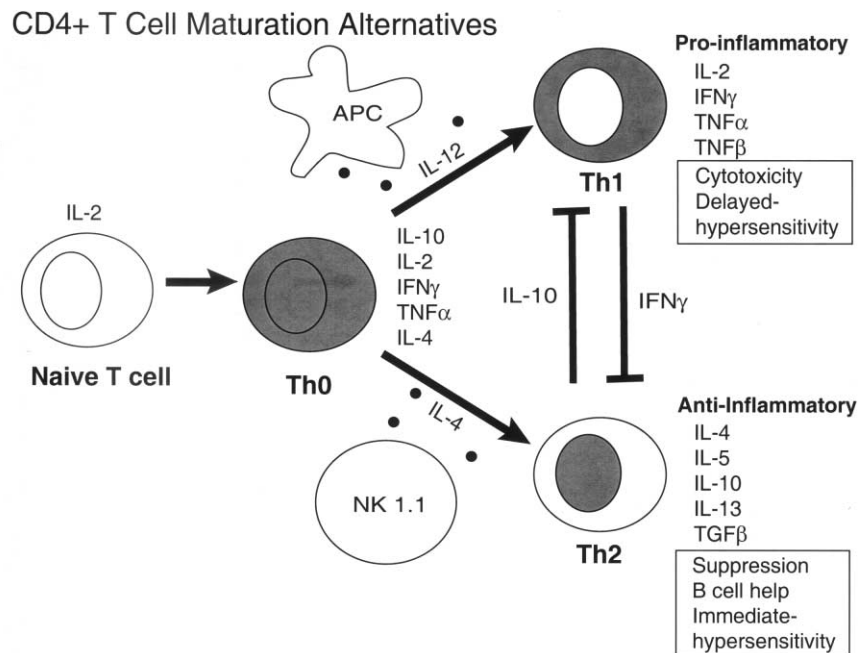 CD4+ T Cell Maturation Alternatives
APC
IL-12
Th1
Pro-inflammatory
IL-2
IFNγ
TNFα
TNFβ
Cytotoxicity
Delayed-
hypersensitivity
IL-2
Naive T cell
Th0
IL-10
IL-2
IFNγ
TNFα
IL-4
IL-10
IFNγ
IL-4
NK 1.1
Th2
Anti-Inflammatory
IL-4
IL-5
IL-10
IL-13
TGFβ
Suppression
B cell help
Immediate-
hypersensitivity